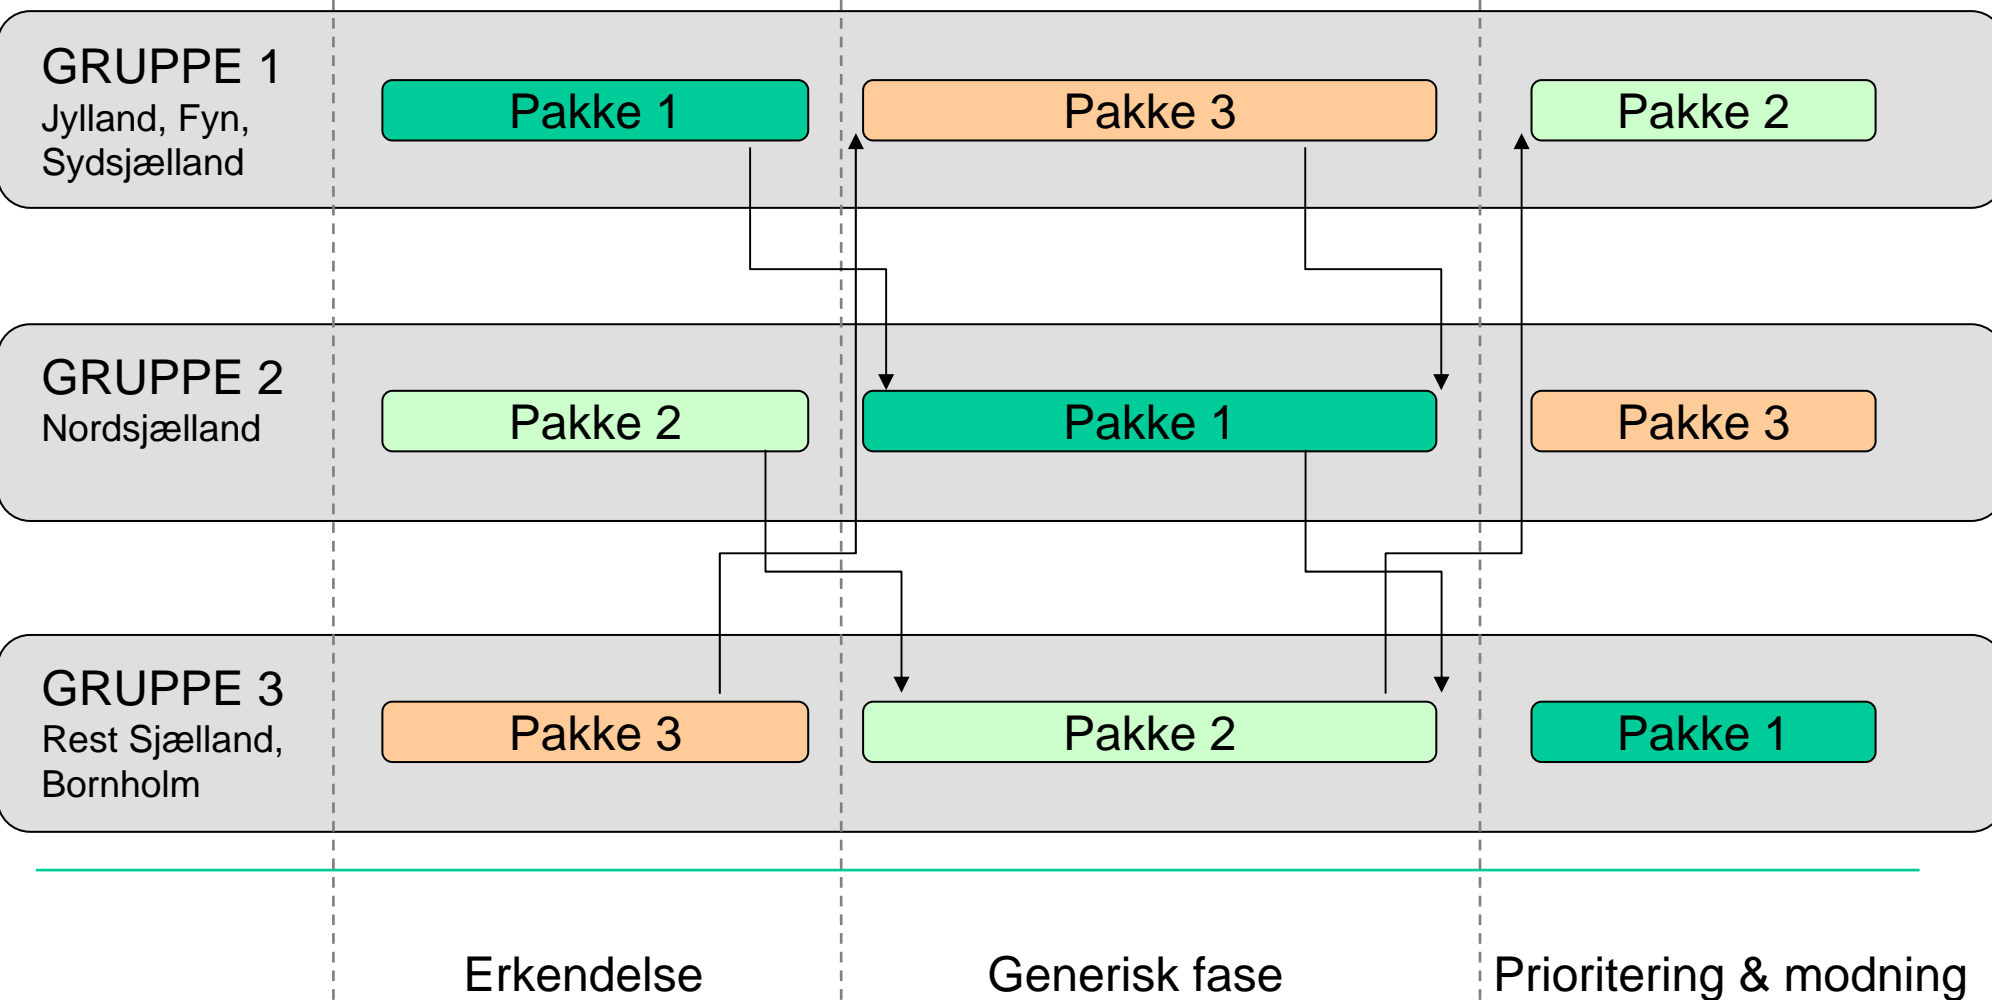 GRUPPE 1
Jylland, Fyn,
Sydsjælland
Pakke 1
Pakke 3
Pakke 2
GRUPPE 2
Nordsjælland
Pakke 2
Pakke 1
Pakke 3
GRUPPE 3
Rest Sjælland,
Bornholm
Pakke 3
Pakke 2
Pakke 1
Erkendelse
Generisk fase
Prioritering & modning